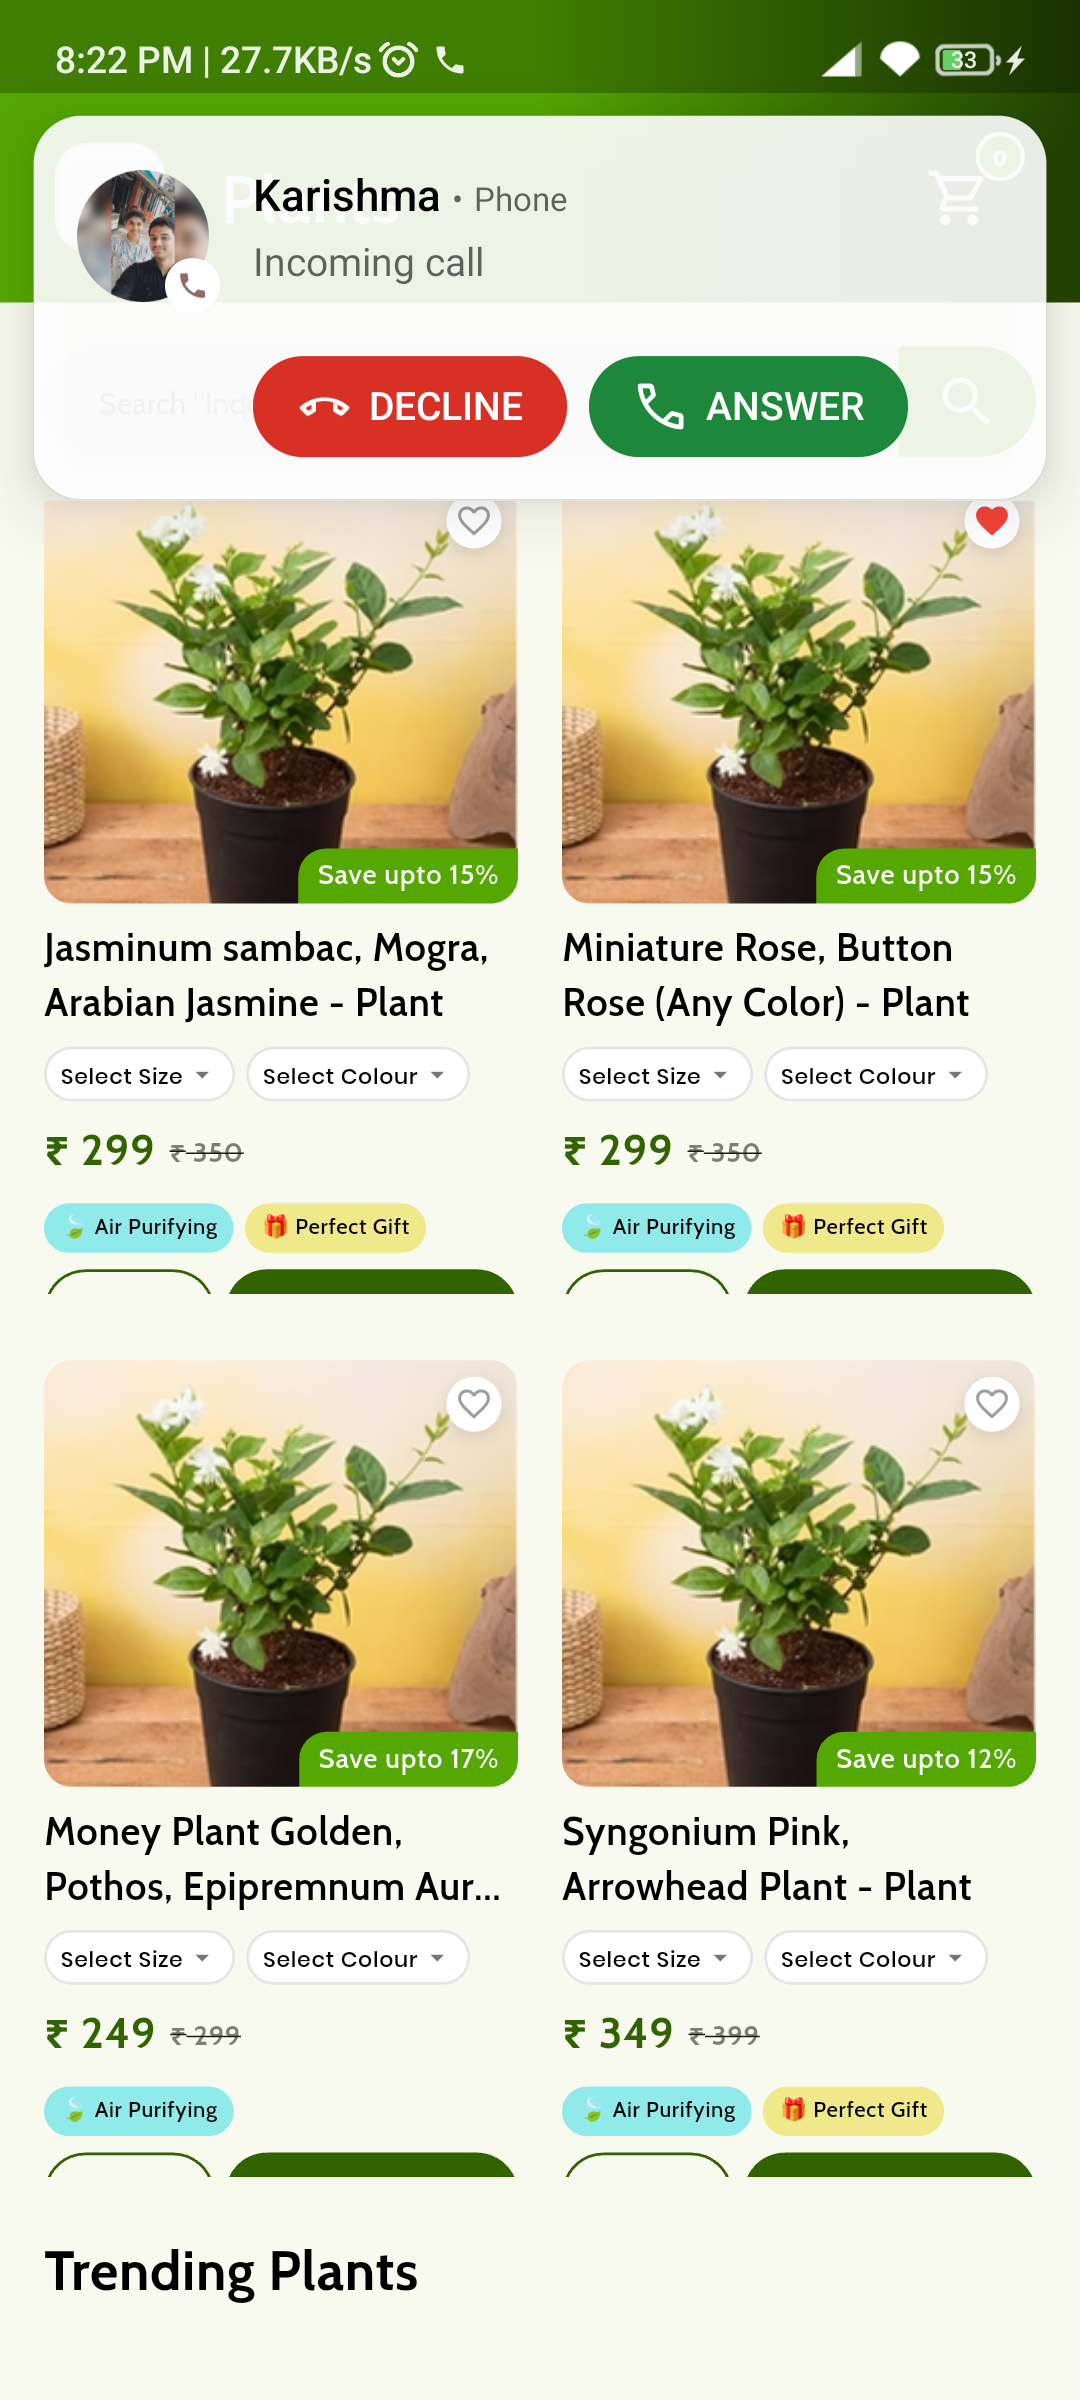 8:22 PM | 27.7KB/s
33
Plants
0
Karishma • Phone
Incoming call
Search "Indo
DECLINE
ANSWER
Save upto 15%
Save upto 15%
Jasminum sambac, Mogra,
Arabian Jasmine - Plant
Miniature Rose, Button
Rose (Any Color) - Plant
Select Size
Select Colour
Select Size
Select Colour
₹ 299 ₹ 350
₹ 299 ₹ 350
Air Purifying
Perfect Gift
Air Purifying
Perfect Gift
Save upto 17%
Save upto 12%
Money Plant Golden,
Pothos, Epipremnum Aur...
Syngonium Pink,
Arrowhead Plant - Plant
Select Size
Select Colour
Select Size
Select Colour
₹ 249 ₹ 299
₹ 349 ₹ 399
Air Purifying
Air Purifying
Perfect Gift
Trending Plants